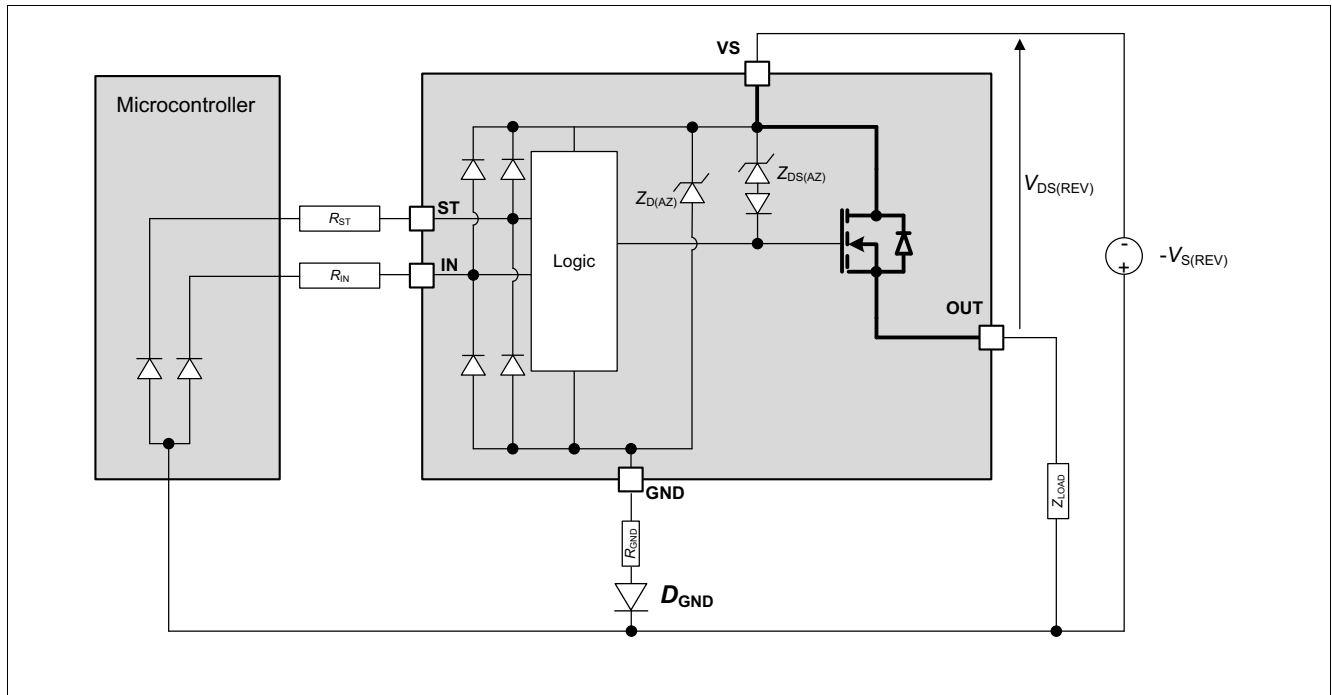 VS
Microcontroller
Z_DS(AZ)
Z_D(AZ)
V_DS(REV)
R_ST
ST
-
+
-V_S(REV)
R_IN
IN
Logic
OUT
GND
R_GND
Z_LOAD
D_GND